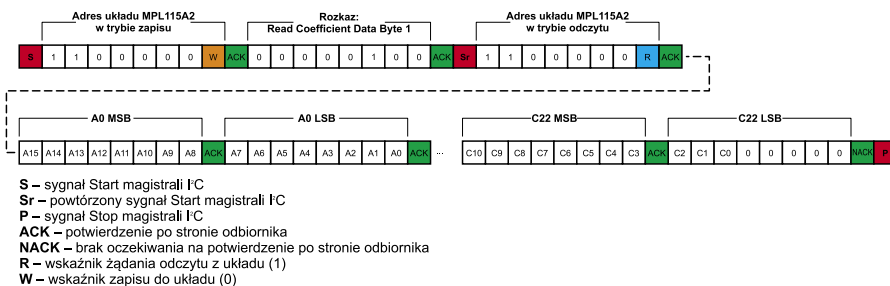 Adres układu MPL115A2
w trybie zapisu
Rozkaz:
Read Coefficient Data Byte 1
Adres układu MPL115A2
w trybie odczytu
S 1 1 0 0 0 0 0 W ACK 0 0 0 0 0 1 0 0 ACK Sr 1 1 0 0 0 0 0 R ACK
A0 MSB A0 LSB C22 MSB C22 LSB
A15 A14 A13 A12 A11 A10 A9 A8 ACK A7 A6 A5 A4 A3 A2 A1 A0 ACK ... C10 C9 C8 C7 C6 C5 C4 C3 ACK C2 C1 C0 0 0 0 0 0 NACK P
S – sygnał Start magistrali I²C
Sr – powtórzony sygnał Start magistrali I²C
P – sygnał Stop magistrali I²C
ACK – potwierdzenie po stronie odbiornika
NACK – brak oczekiwania na potwierdzenie po stronie odbiornika
R – wskaźnik żądania odczytu z układu (1)
W – wskaźnik zapisu do układu (0)